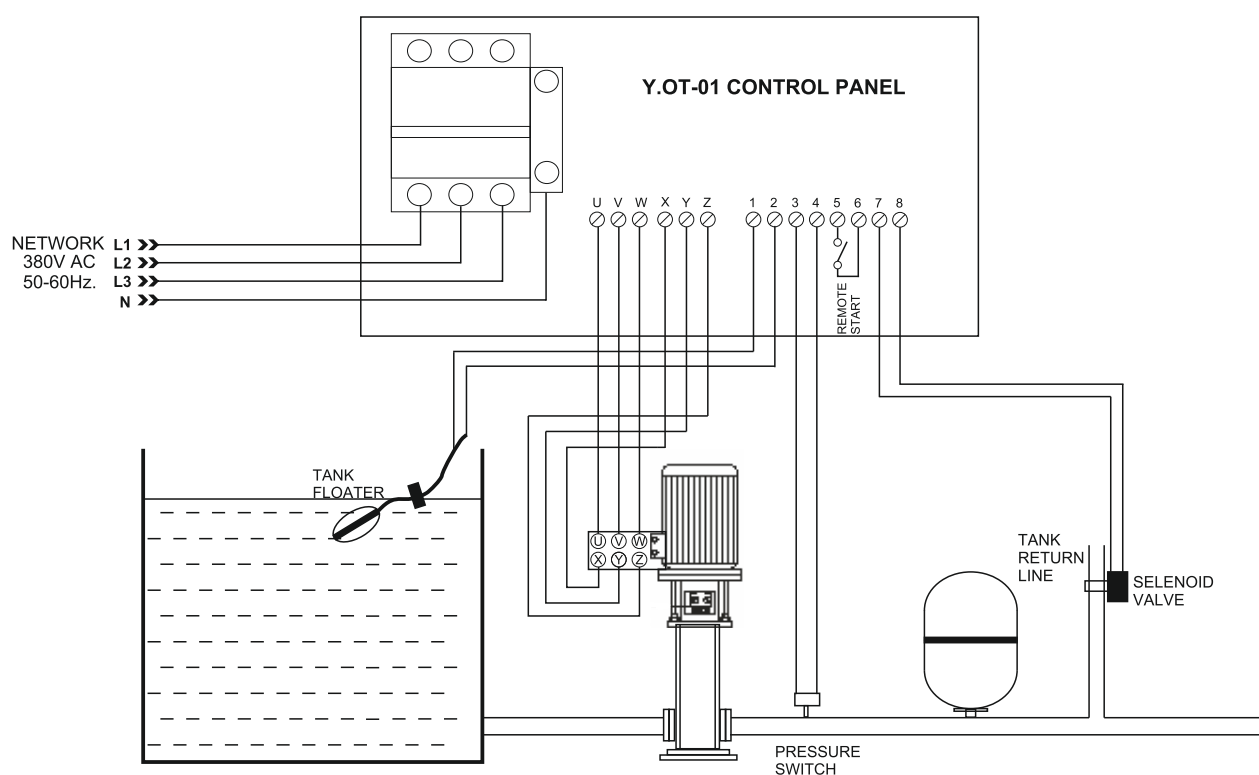 Y.OT-01 CONTROL PANEL
U V W X Y Z 1 2 3 4 5 6 7 8
NETWORK
380V AC
50-60Hz.
L1
L2
L3
N
REMOTE
START
TANK
FLOATER
U V W
X Y Z
TANK
RETURN
LINE
SELENOID
VALVE
PRESSURE
SWITCH